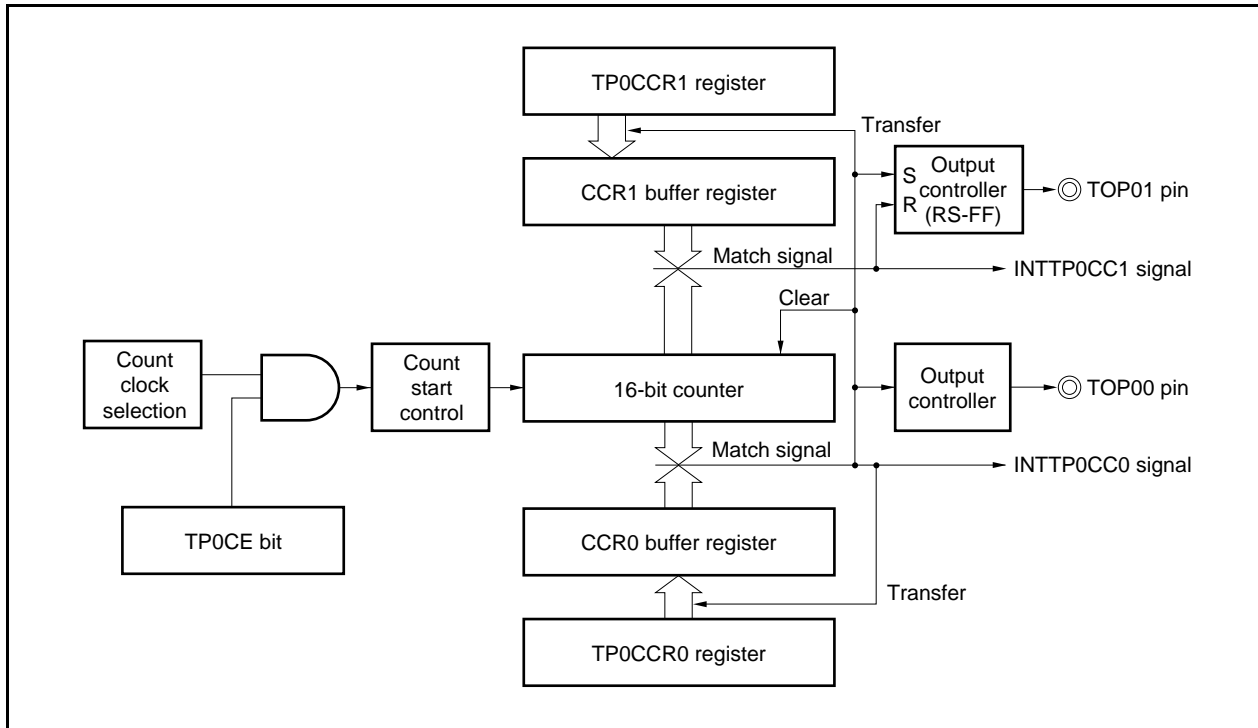 TP0CCR1 register
Transfer
CCR1 buffer register
S
R
Output
controller
(RS-FF)
TOP01 pin
Match signal
INTTP0CC1 signal
Clear
Count
clock
selection
Count
start
control
16-bit counter
Output
controller
TOP00 pin
Match signal
INTTP0CC0 signal
TP0CE bit
CCR0 buffer register
Transfer
TP0CCR0 register